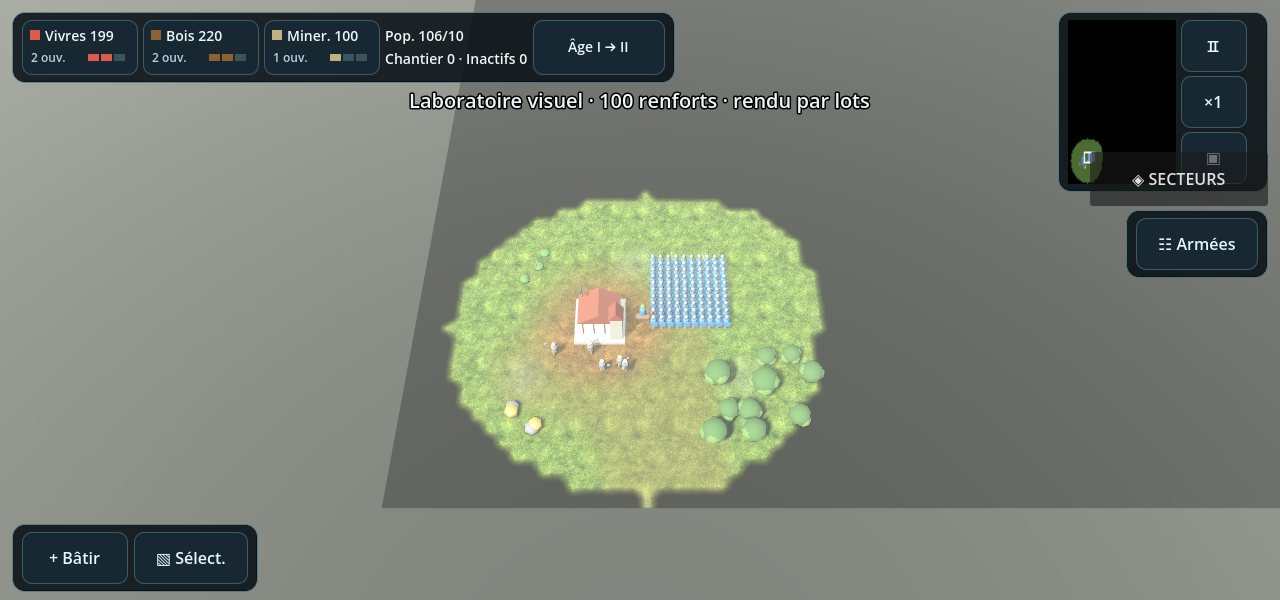 Vivres 199
2 ouv.
Bois 220
2 ouv.
Miner. 100
1 ouv.
Pop. 106/10
Chantier 0 · Inactifs 0
Âge I → II
Laboratoire visuel · 100 renforts · rendu par lots
×1
◈ SECTEURS
☷ Armées
+ Bâtir
▧ Sélect.